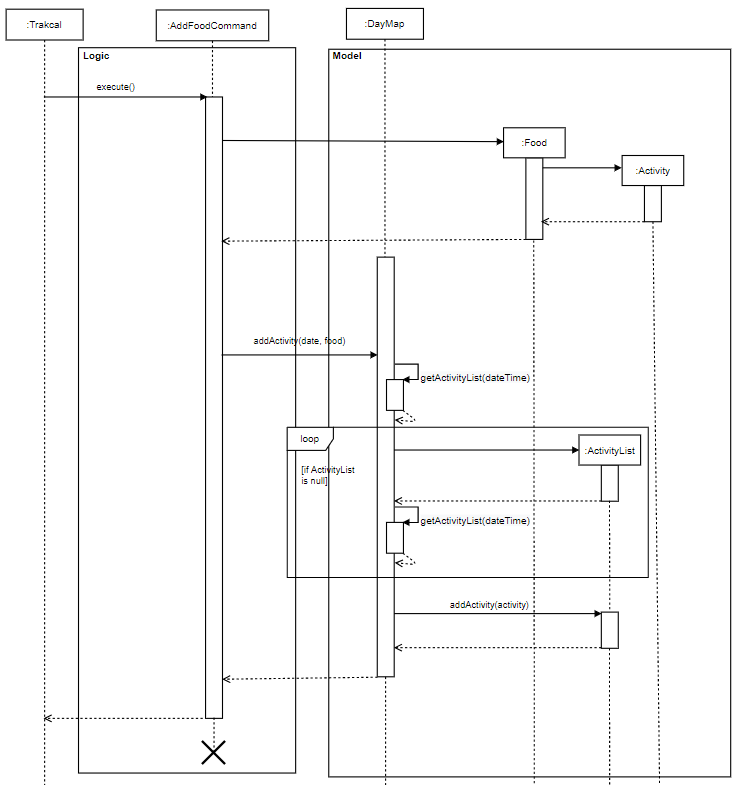 :Trakcal
:AddFoodCommand
:DayMap
Logic
Model
execute()
:Food
:Activity
addActivity(date, food)
getActivityList(dateTime)
loop
:ActivityList
[if ActivityList
is null]
getActivityList(dateTime)
addActivity(activity)